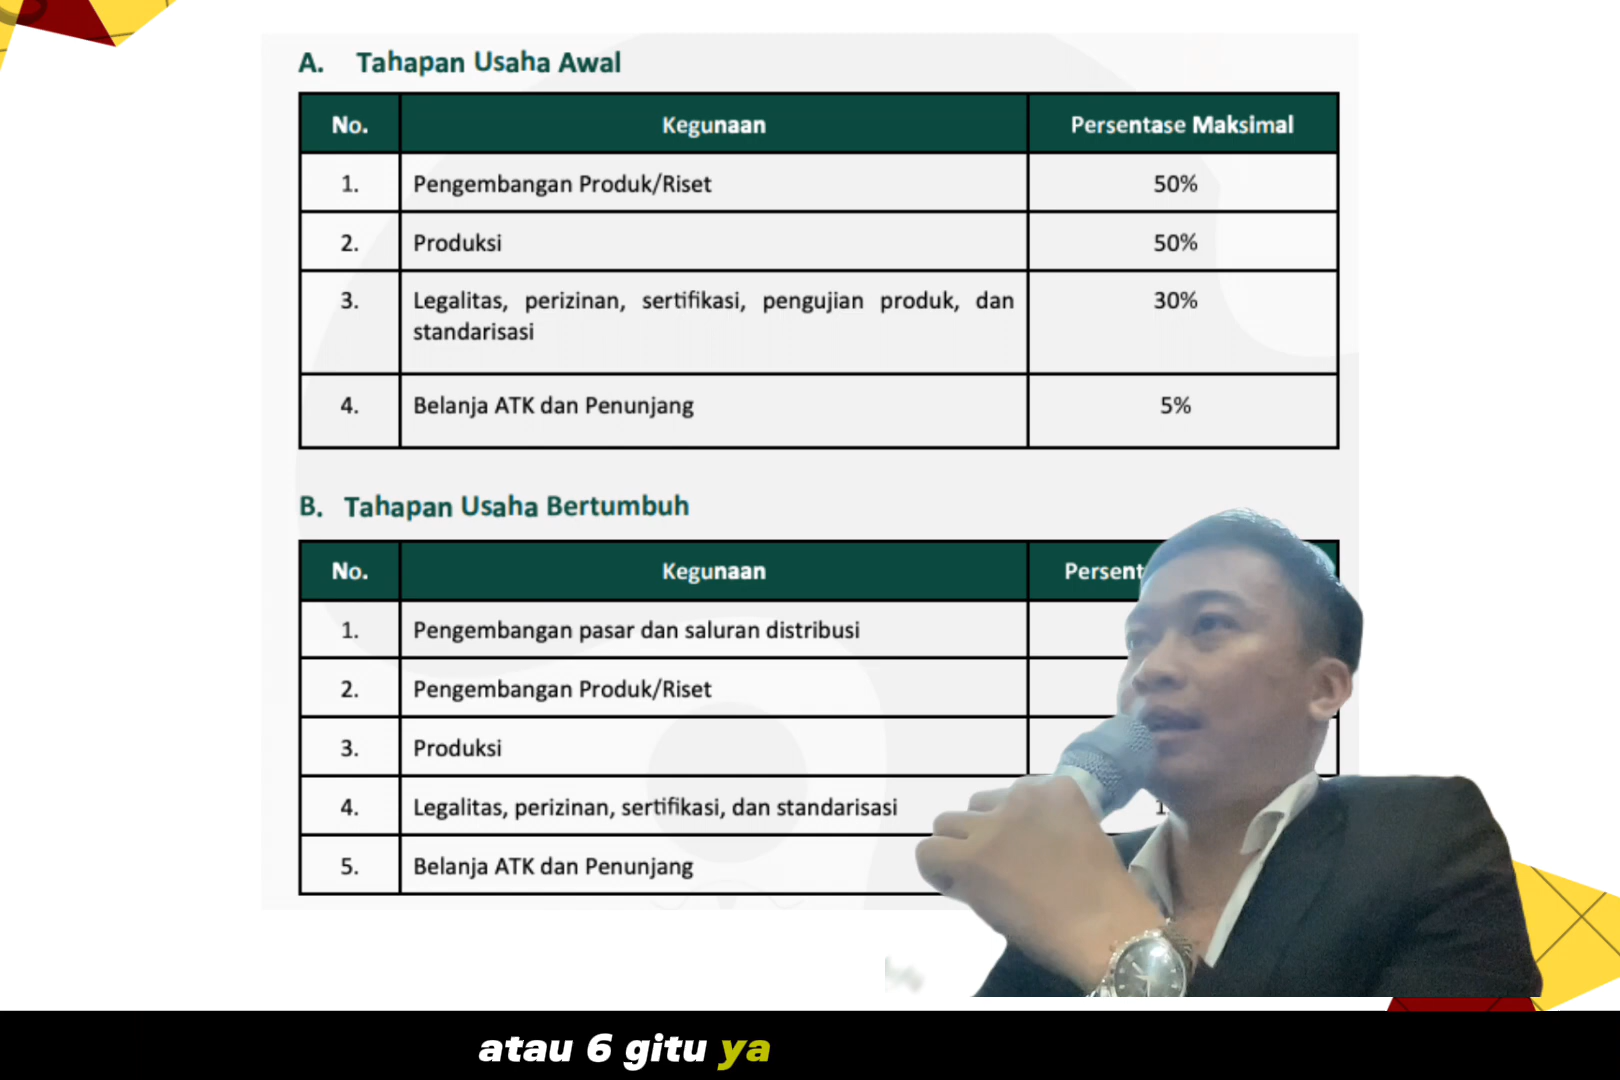 A. Tahapan Usaha Awal
No. Kegunaan Persentase Maksimal
1. Pengembangan Produk/Riset 50%
2. Produksi 50%
3. Legalitas, perizinan, sertifikasi, pengujian produk, dan 30%
standarisasi
4. Belanja ATK dan Penunjang 5%
B. Tahapan Usaha Bertumbuh
No. Kegunaan
1. Pengembangan pasar dan saluran distribusi
2. Pengembangan Produk/Riset
3. Produksi
4. Legalitas, perizinan, sertifikasi, dan standarisasi
5. Belanja ATK dan Penunjang
atau 6 gitu ya